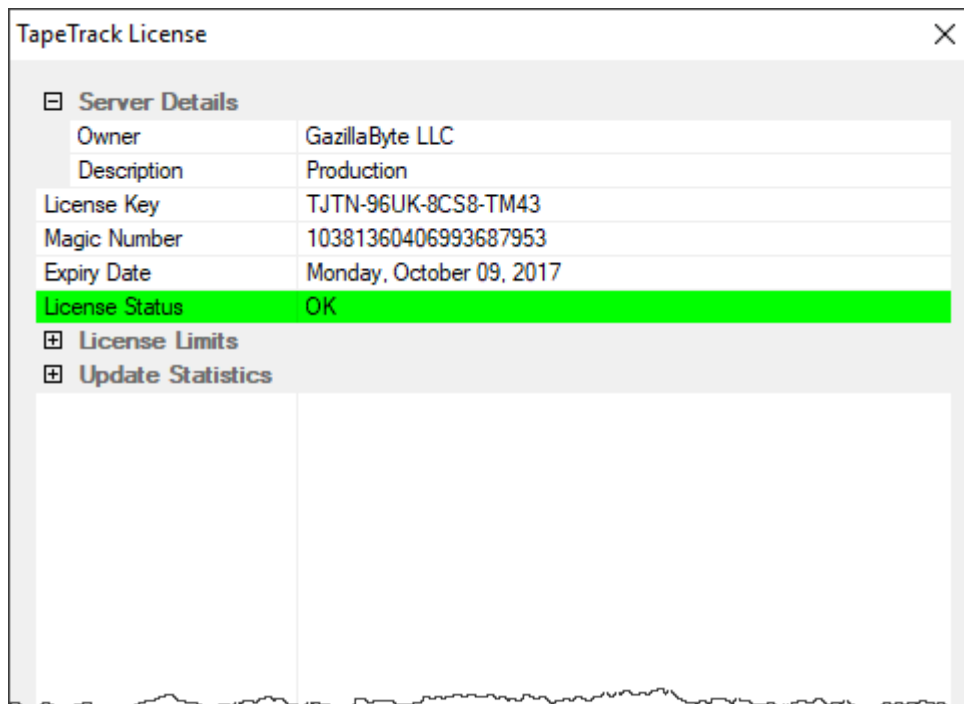 TapeTrack License
Server Details
Owner GazillaByte LLC
Description Production
License Key TJTN-96UK-8CS8-TM43
Magic Number 10381360406993687953
Expiry Date Monday, October 09, 2017
License Status OK
License Limits
Update Statistics